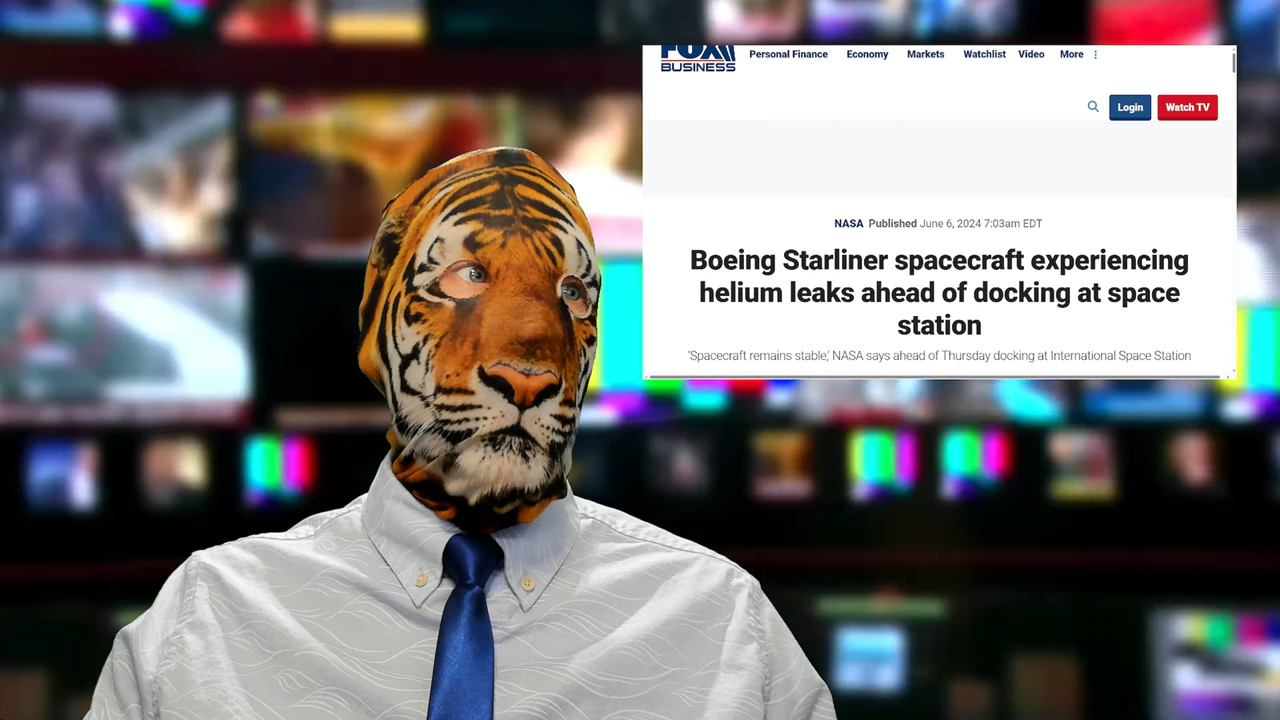 FOX
BUSINESS
Personal Finance Economy Markets Watchlist Video More
Login Watch TV
NASA Published June 6, 2024 7:03am EDT
Boeing Starliner spacecraft experiencing
helium leaks ahead of docking at space
station
'Spacecraft remains stable,' NASA says ahead of Thursday docking at International Space Station